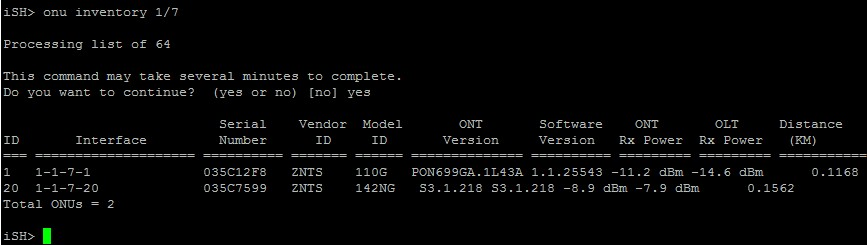 iSH> onu inventory 1/7
Processing list of 64
This command may take several minutes to complete.
Do you want to continue?  (yes or no) [no] yes
Serial Vendor Model ONT Software ONT OLT Distance
ID Interface Number ID ID Version Version Rx Power Rx Power (KM)
=== ==================== =========== ======= ======= ============= ========== ========== ========== ============
1 1-1-7-1 035C12F8 ZNTS 110G PON699GA.1L43A 1.1.25543 -11.2 dBm -14.6 dBm 0.1168
20 1-1-7-20 035C7599 ZNTS 142NG S3.1.218 S3.1.218 -8.9 dBm -7.9 dBm 0.1562
Total ONUs = 2
iSH>